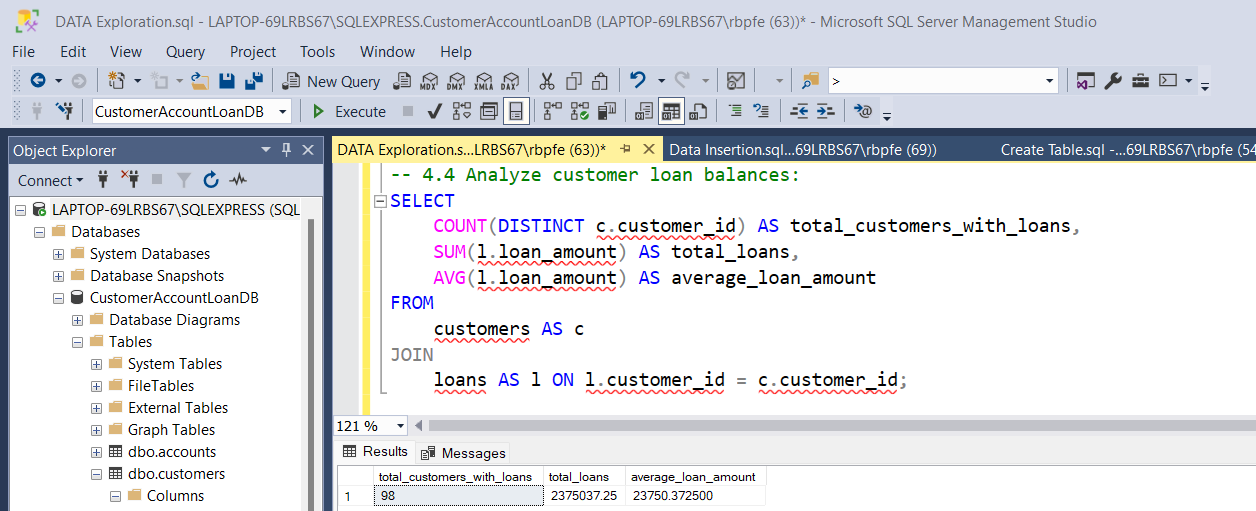 DATA Exploration.sql - LAPTOP-69LRBS67\SQLEXPRESS.CustomerAccountLoanDB (LAPTOP-69LRBS67\rbpfe (63))* - Microsoft SQL Server Management Studio
File Edit View Query Project Tools Window Help
New Query MDX DMX XMLA DAX >
CustomerAccountLoanDB Execute
Object Explorer
Connect
LAPTOP-69LRBS67\SQLEXPRESS (SQL
Databases
System Databases
Database Snapshots
CustomerAccountLoanDB
Database Diagrams
Tables
System Tables
FileTables
External Tables
Graph Tables
dbo.accounts
dbo.customers
Columns
DATA Exploration.s...LRBS67\rbpfe (63))* Data Insertion.sql...69LRBS67\rbpfe (69)) Create Table.sql -...69LRBS67\rbpfe (54
-- 4.4 Analyze customer loan balances:
SELECT
COUNT(DISTINCT c.customer_id) AS total_customers_with_loans,
SUM(l.loan_amount) AS total_loans,
AVG(l.loan_amount) AS average_loan_amount
FROM
customers AS c
JOIN
loans AS l ON l.customer_id = c.customer_id;
121 %
Results Messages
total_customers_with_loans total_loans average_loan_amount
1 98 2375037.25 23750.372500